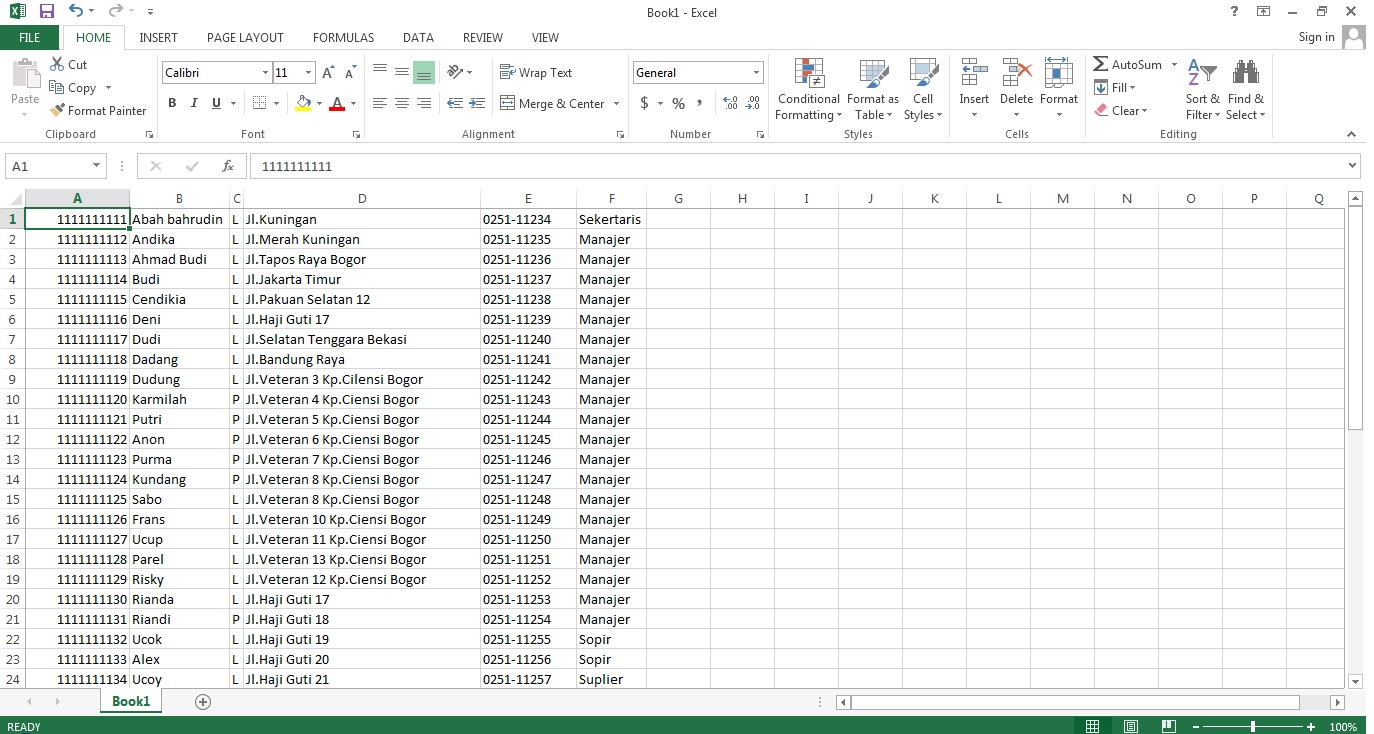 Book1 - Excel
FILE HOME INSERT PAGE LAYOUT FORMULAS DATA REVIEW VIEW Sign in
Paste Cut Copy Format Painter Clipboard
Calibri 11 B I U A Font
Wrap Text Merge & Center Alignment
General $ % , Number
Conditional Formatting Format as Table Cell Styles Styles
Insert Delete Format Cells
AutoSum Fill Clear Sort & Filter Find & Select Editing
A1 fx 1111111111
A B C D E F G H I J K L M N O P Q
1 1111111111 Abah bahrudin L Jl.Kuningan 0251-11234 Sekertaris
2 1111111112 Andika L Jl.Merah Kuningan 0251-11235 Manajer
3 1111111113 Ahmad Budi L Jl.Tapos Raya Bogor 0251-11236 Manajer
4 1111111114 Budi L Jl.Jakarta Timur 0251-11237 Manajer
5 1111111115 Cendikia L Jl.Pakuan Selatan 12 0251-11238 Manajer
6 1111111116 Deni L Jl.Haji Guti 17 0251-11239 Manajer
7 1111111117 Dudi L Jl.Selatan Tenggara Bekasi 0251-11240 Manajer
8 1111111118 Dadang L Jl.Bandung Raya 0251-11241 Manajer
9 1111111119 Dudung L Jl.Veteran 3 Kp.Cilensi Bogor 0251-11242 Manajer
10 1111111120 Karmilah P Jl.Veteran 4 Kp.Ciensi Bogor 0251-11243 Manajer
11 1111111121 Putri P Jl.Veteran 5 Kp.Ciensi Bogor 0251-11244 Manajer
12 1111111122 Anon P Jl.Veteran 6 Kp.Ciensi Bogor 0251-11245 Manajer
13 1111111123 Purma P Jl.Veteran 7 Kp.Ciensi Bogor 0251-11246 Manajer
14 1111111124 Kundang P Jl.Veteran 8 Kp.Ciensi Bogor 0251-11247 Manajer
15 1111111125 Sabo L Jl.Veteran 8 Kp.Ciensi Bogor 0251-11248 Manajer
16 1111111126 Frans L Jl.Veteran 10 Kp.Ciensi Bogor 0251-11249 Manajer
17 1111111127 Ucup L Jl.Veteran 11 Kp.Ciensi Bogor 0251-11250 Manajer
18 1111111128 Parel L Jl.Veteran 13 Kp.Ciensi Bogor 0251-11251 Manajer
19 1111111129 Risky L Jl.Veteran 12 Kp.Ciensi Bogor 0251-11252 Manajer
20 1111111130 Rianda L Jl.Haji Guti 17 0251-11253 Manajer
21 1111111131 Riandi P Jl.Haji Guti 18 0251-11254 Manajer
22 1111111132 Ucok L Jl.Haji Guti 19 0251-11255 Sopir
23 1111111133 Alex L Jl.Haji Guti 20 0251-11256 Sopir
24 1111111134 Ucoy L Jl.Haji Guti 21 0251-11257 Suplier
Book1
READY 100%